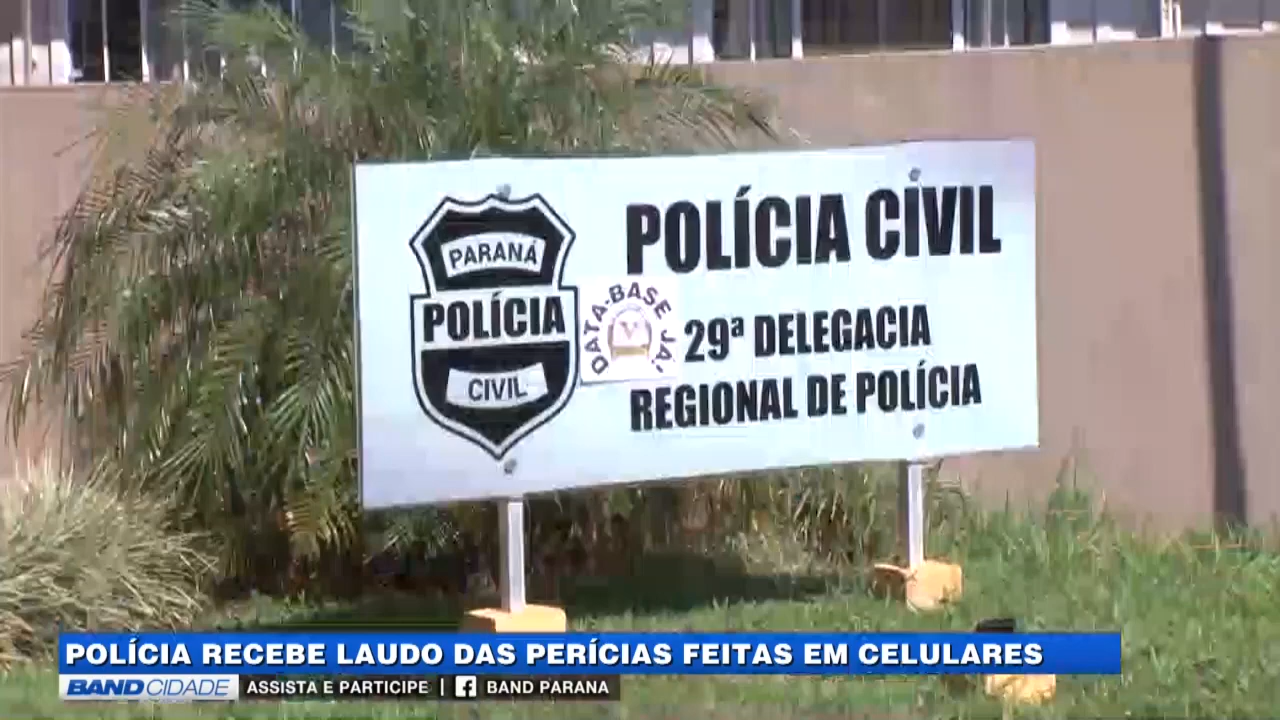 PARANÁ
POLÍCIA
CIVIL
DATA-BASE JÁ!
POLÍCIA CIVIL
29ª DELEGACIA
REGIONAL DE POLÍCIA
POLÍCIA RECEBE LAUDO DAS PERÍCIAS FEITAS EM CELULARES
BAND CIDADE ASSISTA E PARTICIPE | BAND PARANA